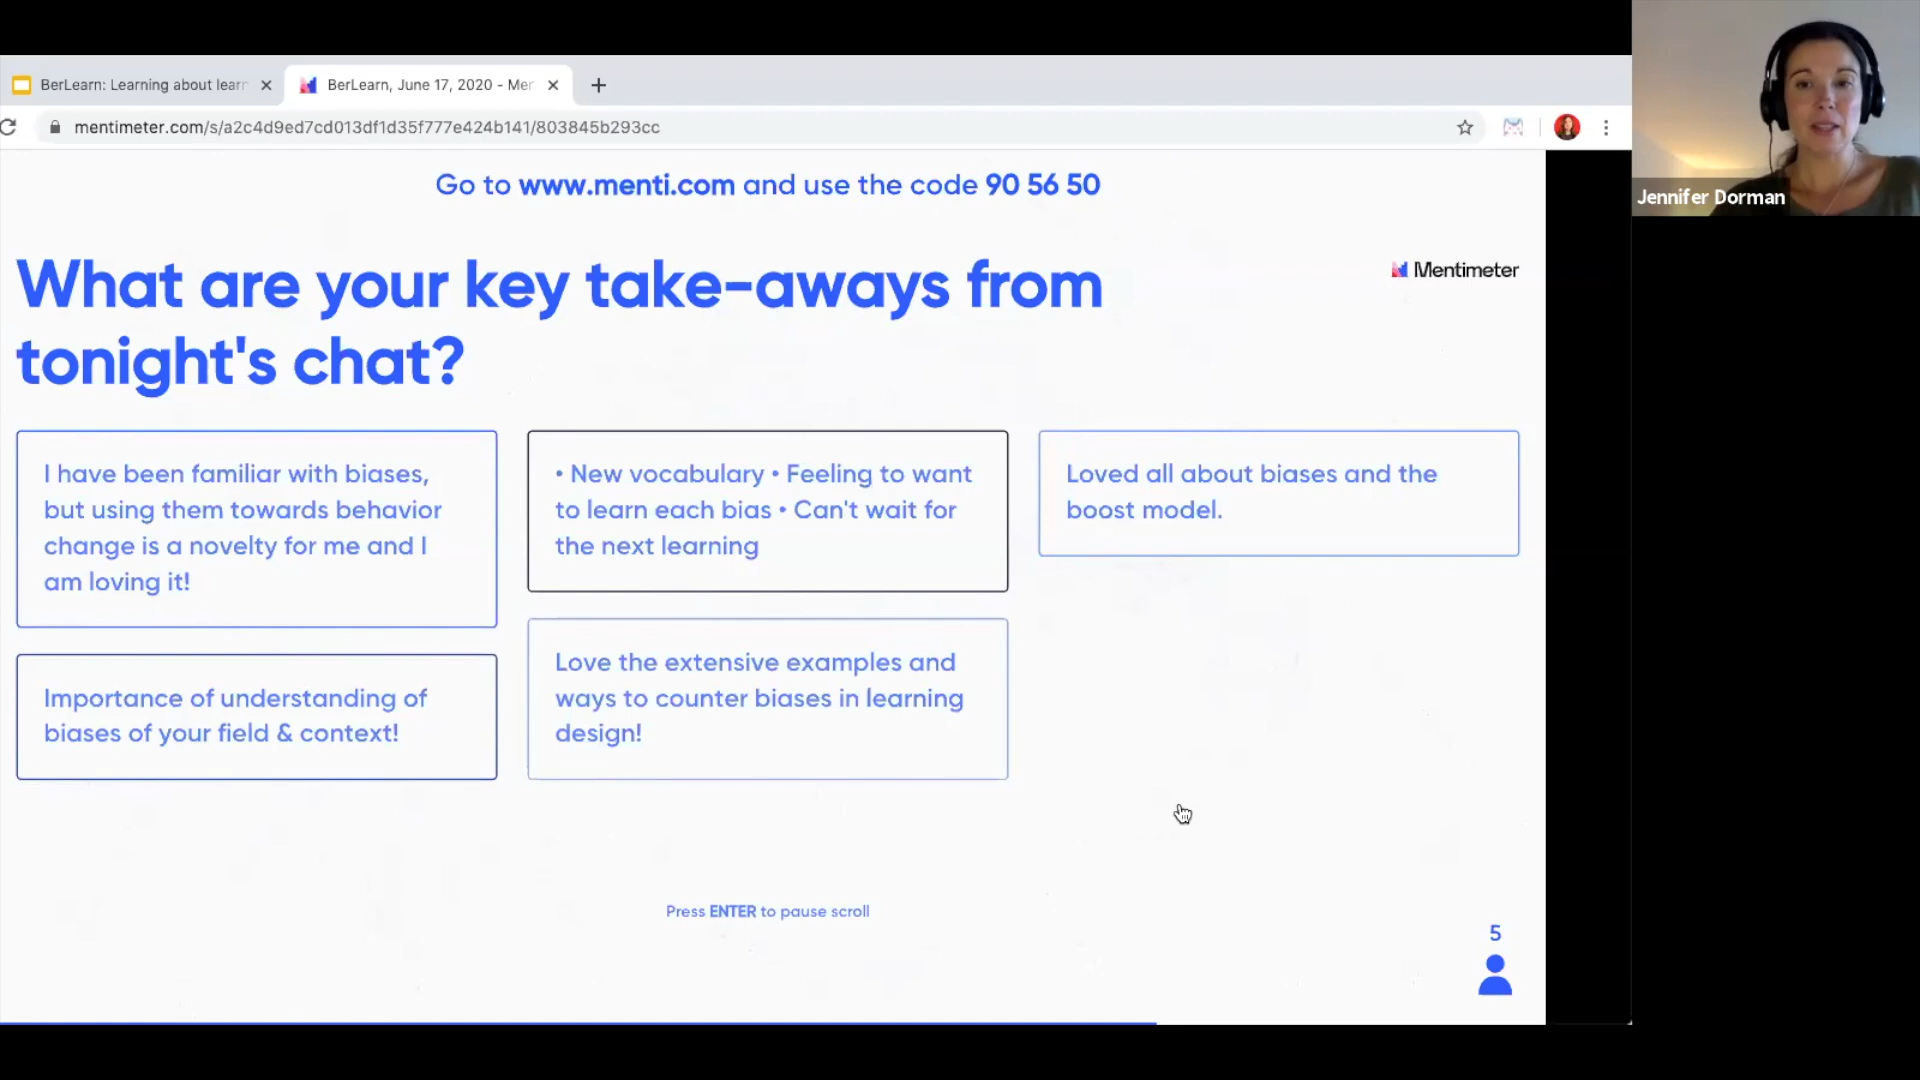 BerLearn: Learning about learn
BerLearn, June 17, 2020 - Mer
mentimeter.com/s/a2c4d9ed7cd013df1d35f777e424b141/803845b293cc
Jennifer Dorman
Go to www.menti.com and use the code 90 56 50
What are your key take-aways from
tonight's chat?
Mentimeter
I have been familiar with biases,
but using them towards behavior
change is a novelty for me and I
am loving it!
Importance of understanding of
biases of your field & context!
• New vocabulary • Feeling to want
to learn each bias • Can't wait for
the next learning
Love the extensive examples and
ways to counter biases in learning
design!
Loved all about biases and the
boost model.
Press ENTER to pause scroll
5